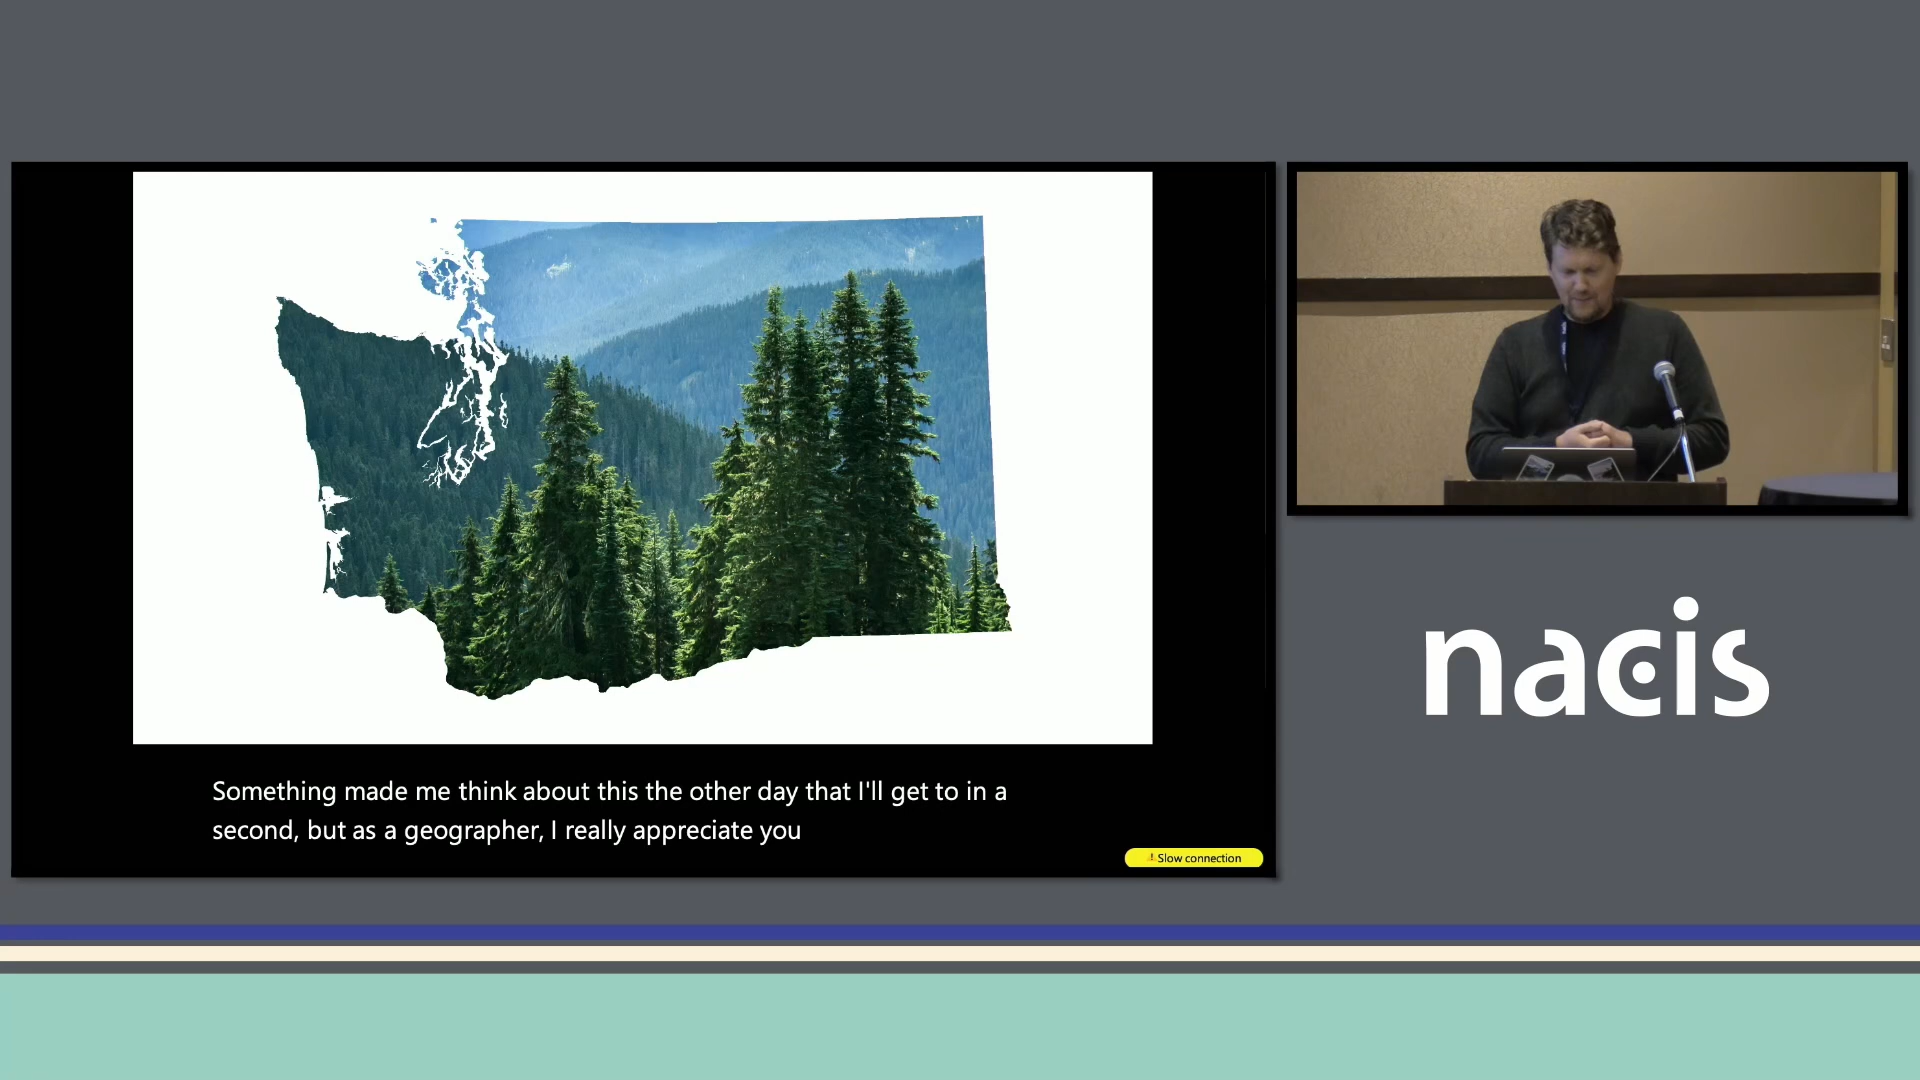 Something made me think about this the other day that I'll get to in a
second, but as a geographer, I really appreciate you
Slow connection
nacis